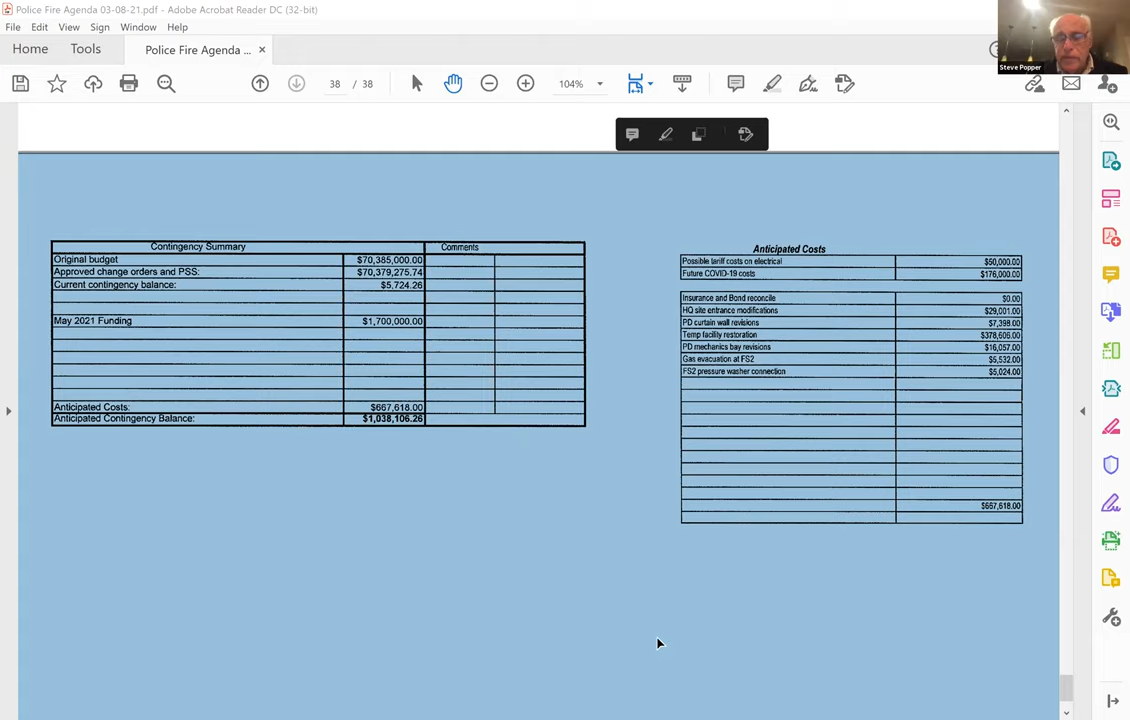 Police Fire Agenda 03-08-21.pdf - Adobe Acrobat Reader DC (32-bit)
File Edit View Sign Window Help
Home Tools Police Fire Agenda ... ×
38 / 38 104%
Steve Popper
Contingency Summary Comments
Original budget $70,385,000.00
Approved change orders and PSS: $70,379,275.74
Current contingency balance: $5,724.26
May 2021 Funding $1,700,000.00
Anticipated Costs: $667,618.00
Anticipated Contingency Balance: $1,038,106.26
Anticipated Costs
Possible tariff costs on electrical $50,000.00
Future COVID-19 costs $176,000.00
Insurance and Bond reconcile $0.00
HQ site entrance modifications $29,001.00
PD curtain wall revisions $7,398.00
Temp facility restoration $378,606.00
PD mechanics bay revisions $16,057.00
Gas evacuation at FS2 $5,532.00
FS2 pressure washer connection $5,024.00
$667,618.00